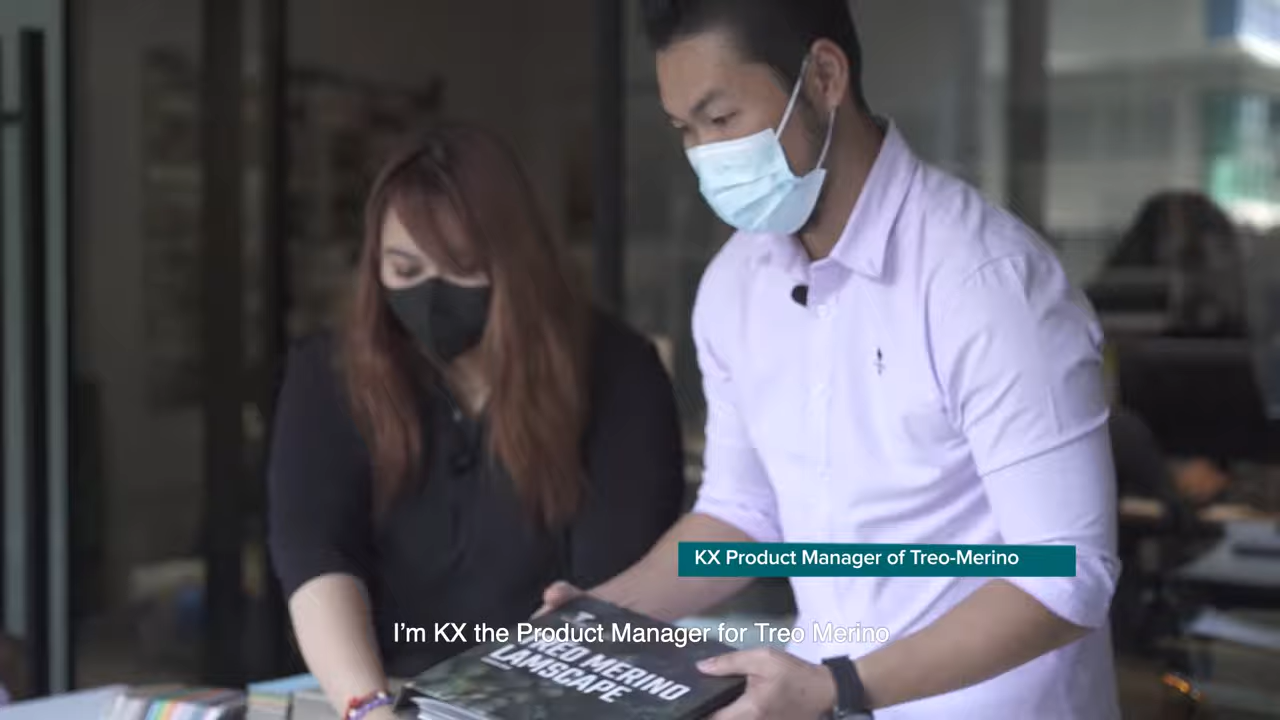 KX Product Manager of Treo-Merino
I'm KX the Product Manager for Treo Merino
TREO MERINO
LAMSCAPE